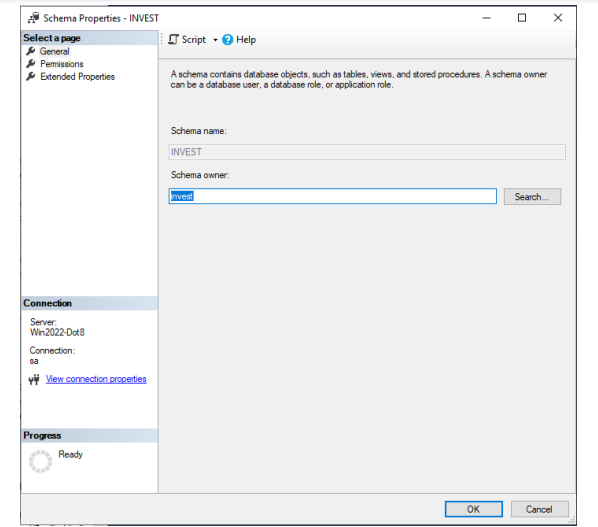 Schema Properties - INVEST
Select a page
General
Permissions
Extended Properties
Script
Help
A schema contains database objects, such as tables, views, and stored procedures. A schema owner
can be a database user, a database role, or application role.
Schema name:
INVEST
Schema owner:
invest
Search...
Connection
Server:
Win2022-Dot8
Connection:
sa
View connection properties
Progress
Ready
OK
Cancel